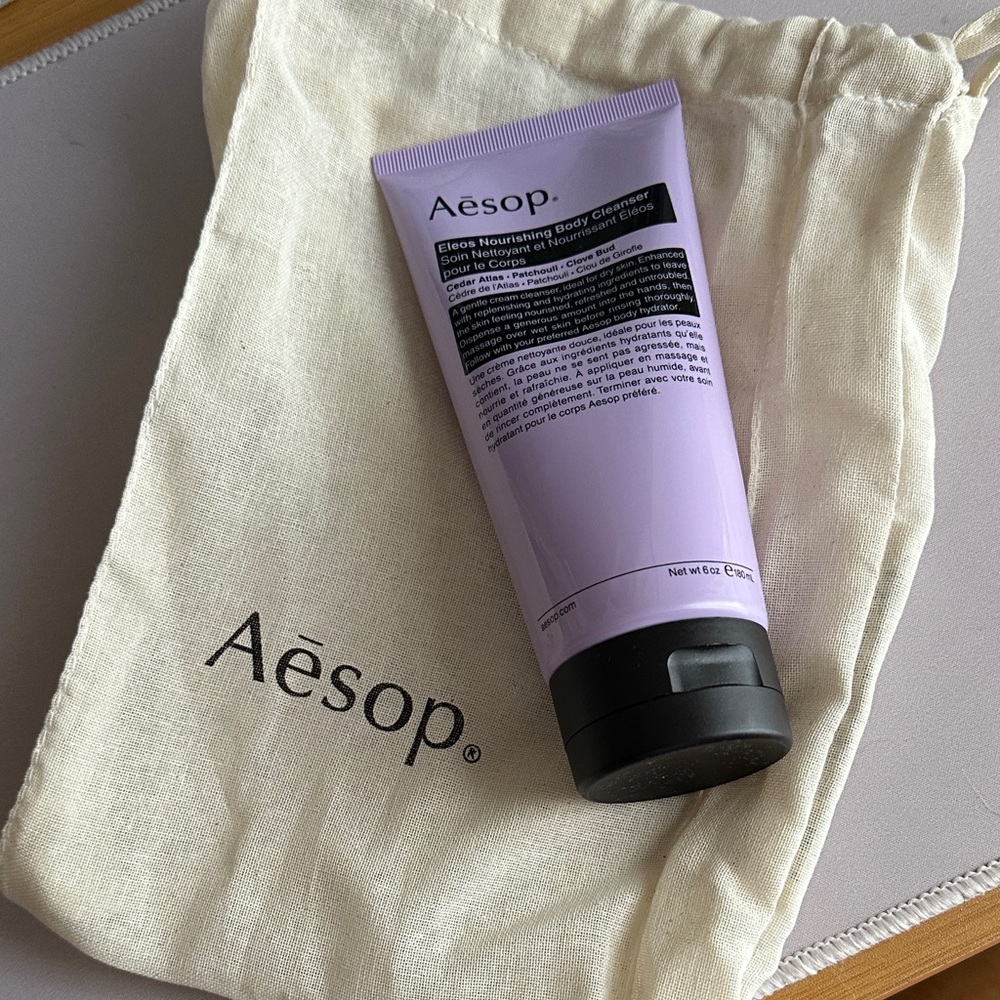 Aēsop.
Eleos Nourishing Body Cleanser
Soin Nettoyant et Nourrissant Éléos
pour le Corps
Cedar Atlas • Patchouli • Clove Bud
Cèdre de l'Atlas • Patchouli • Clou de Girofle
A gentle cream cleanser, ideal for dry skin. Enhanced
with replenishing and hydrating ingredients to leave
the skin feeling nourished, refreshed and untroubled.
Dispense a generous amount into the hands, then
massage over wet skin before rinsing thoroughly.
Follow with your preferred Aesop body hydrator.
Une crème nettoyante douce, idéale pour les peaux
sèches. Grâce aux ingrédients hydratants qu'elle
contient, la peau ne se sent pas agressée, mais
nourrie et rafraîchie. À appliquer en massage et
en quantité généreuse sur la peau humide, avant
de rincer complètement. Terminer avec votre soin
hydratant pour le corps Aesop préféré.
Net wt 6 oz ℮180 mL
aesop.com
Aēsop®